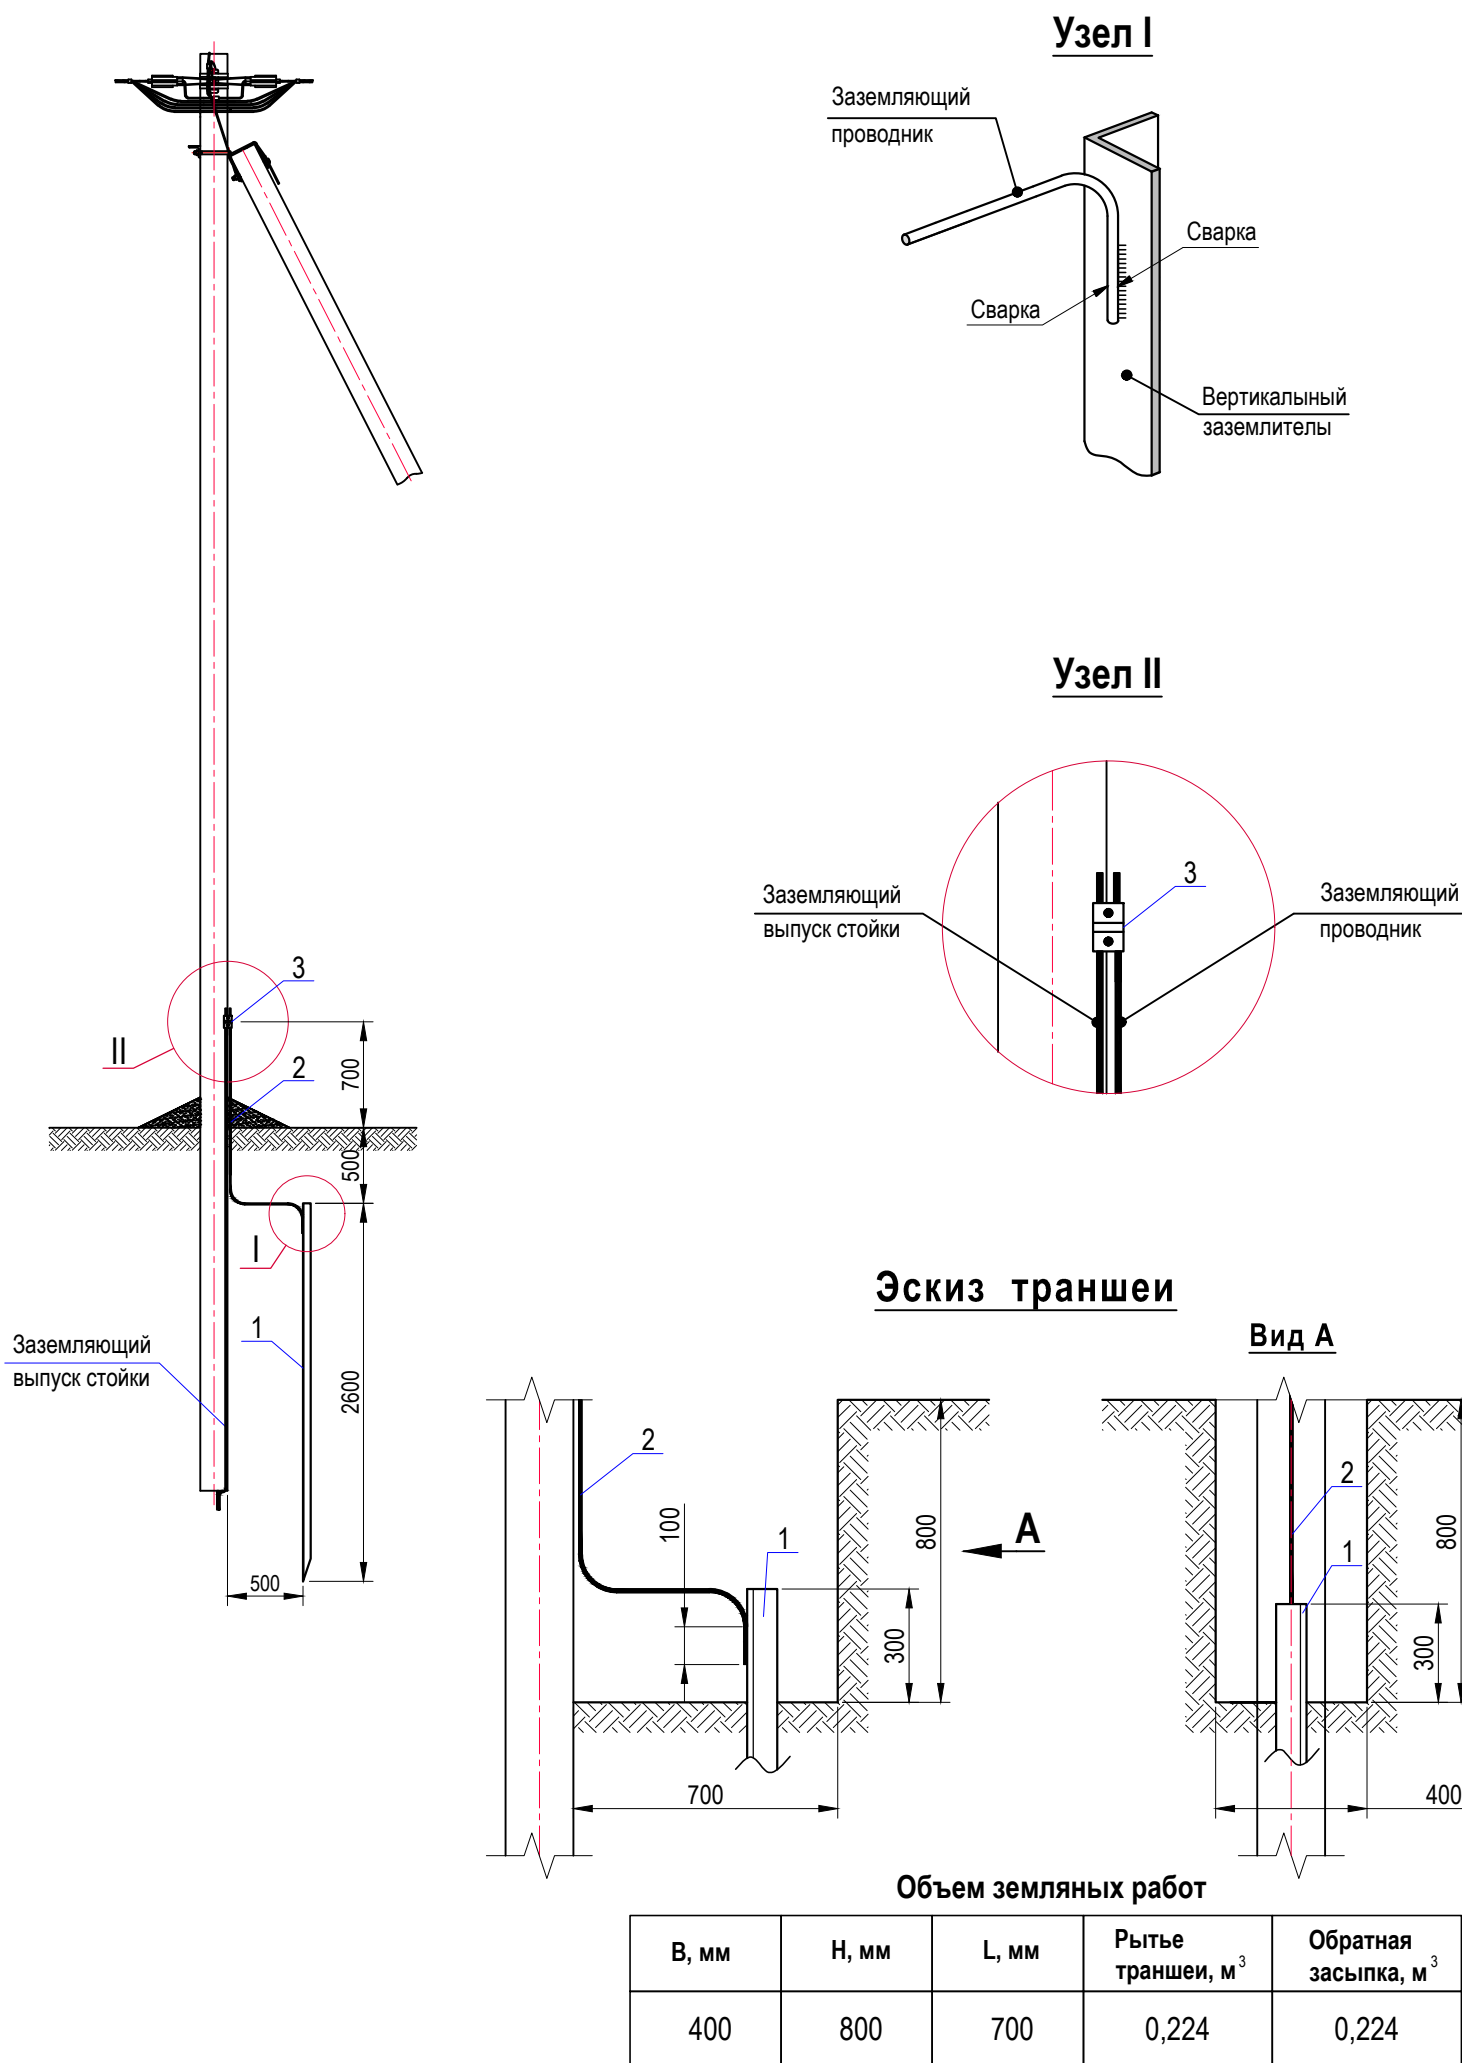 Узел I
Заземляющий
проводник
Сварка
Сварка
Вертикалыный
заземлителы
Узел II
3
Заземляющий
выпуск стойки
Заземляющий
проводник
3
II
2
700
500
I
1
Заземляющий
выпуск стойки
2600
500
Эскиз траншеи
Вид А
2
100
1
800
А
300
700
2
1
800
300
400
Объем земляных работ
В, мм
Н, мм
L, мм
Рытье
траншеи, м³
Обратная
засыпка, м³
400
800
700
0,224
0,224